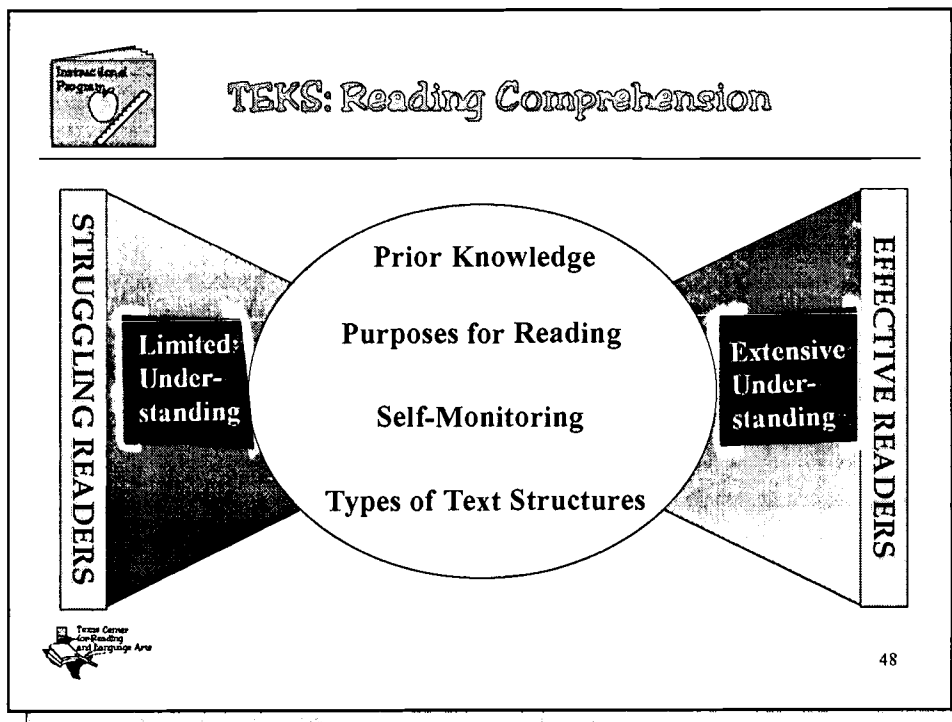 Instructional
Program
TEKS: Reading Comprehension
STRUGGLING READERS
Limited
Under-
standing
Prior Knowledge
Purposes for Reading
Self-Monitoring
Types of Text Structures
Extensive
Under-
standing
EFFECTIVE READERS
Texas Center
for Reading
and Language Arts
48